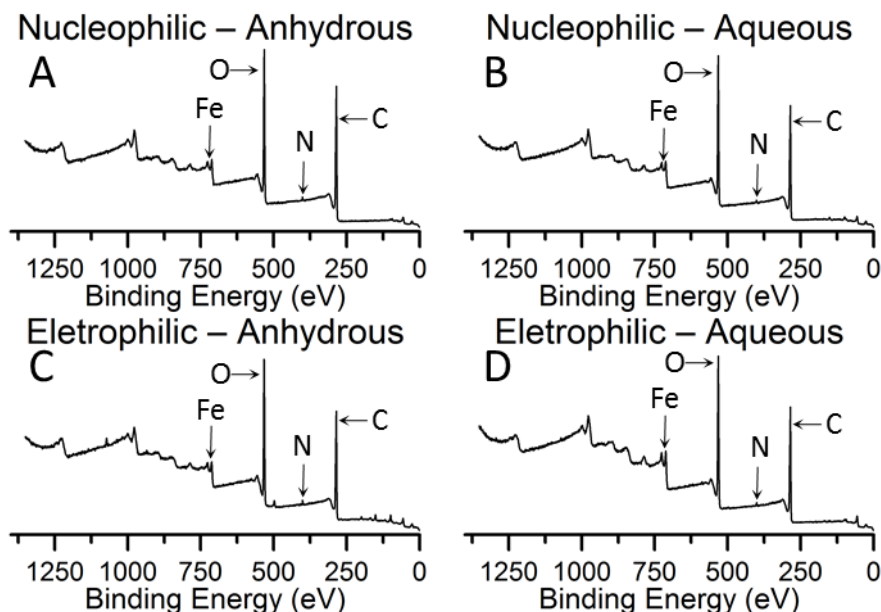 Nucleophilic – Anhydrous
A
O
Fe
N
C
1250 1000 750 500 250 0
Binding Energy (eV)
Nucleophilic – Aqueous
B
O
Fe
N
C
1250 1000 750 500 250 0
Binding Energy (eV)
Eletrophilic – Anhydrous
C
O
Fe
N
C
1250 1000 750 500 250 0
Binding Energy (eV)
Eletrophilic – Aqueous
D
O
Fe
N
C
1250 1000 750 500 250 0
Binding Energy (eV)